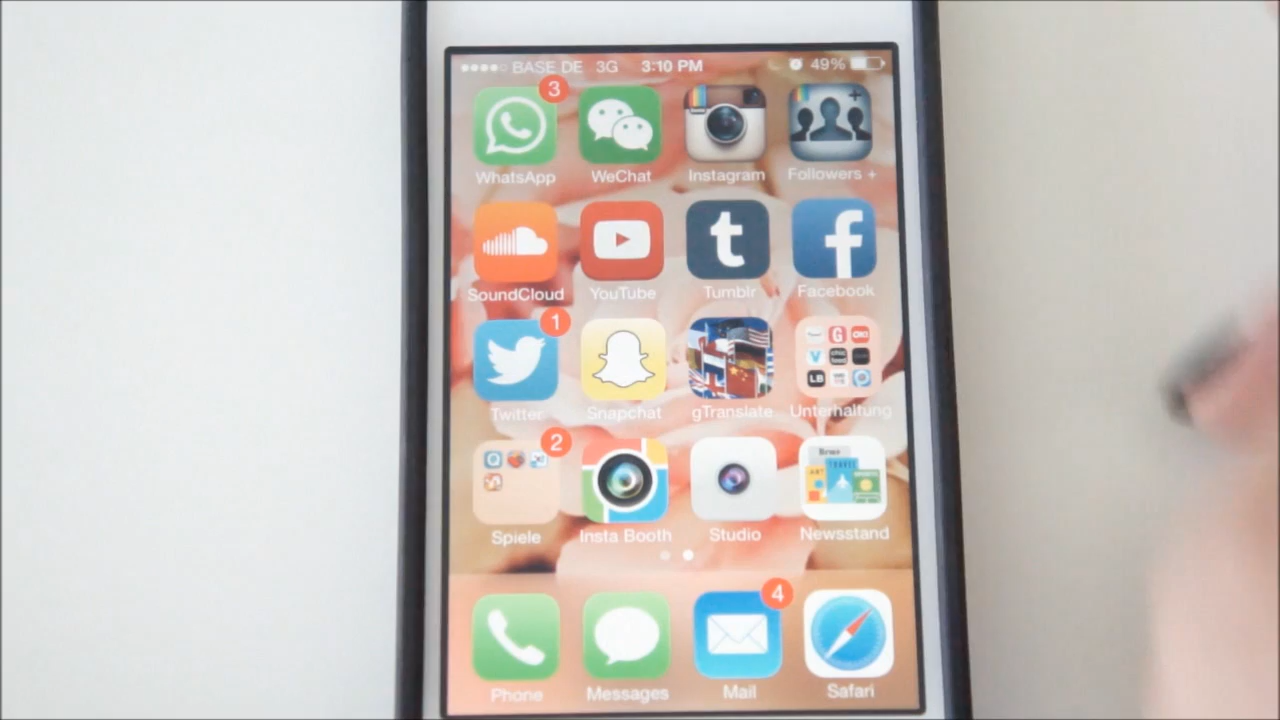 BASE DE 3G 3:10 PM 49%
3
WhatsApp WeChat Instagram Followers +
SoundCloud YouTube Tumblr Facebook
1
Twitter Snapchat gTranslate Unterhaltung
2
Spiele Insta Booth Studio Newsstand
4
Phone Messages Mail Safari